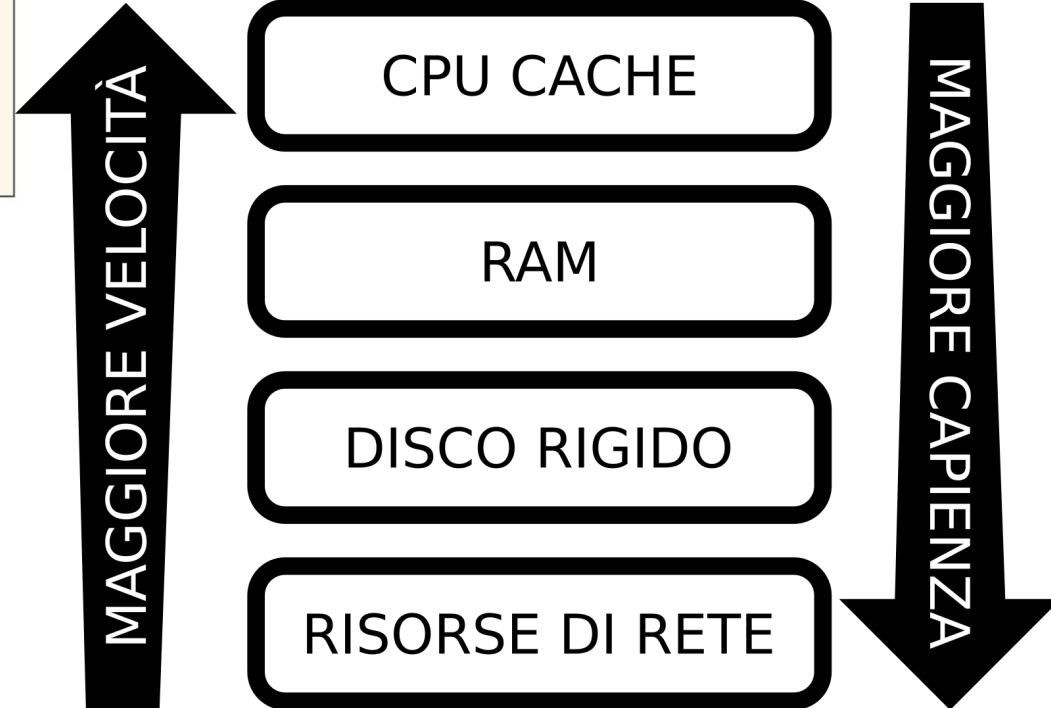 MAGGIORE VELOCITÀ
CPU CACHE
RAM
DISCO RIGIDO
RISORSE DI RETE
MAGGIORE CAPIENZA